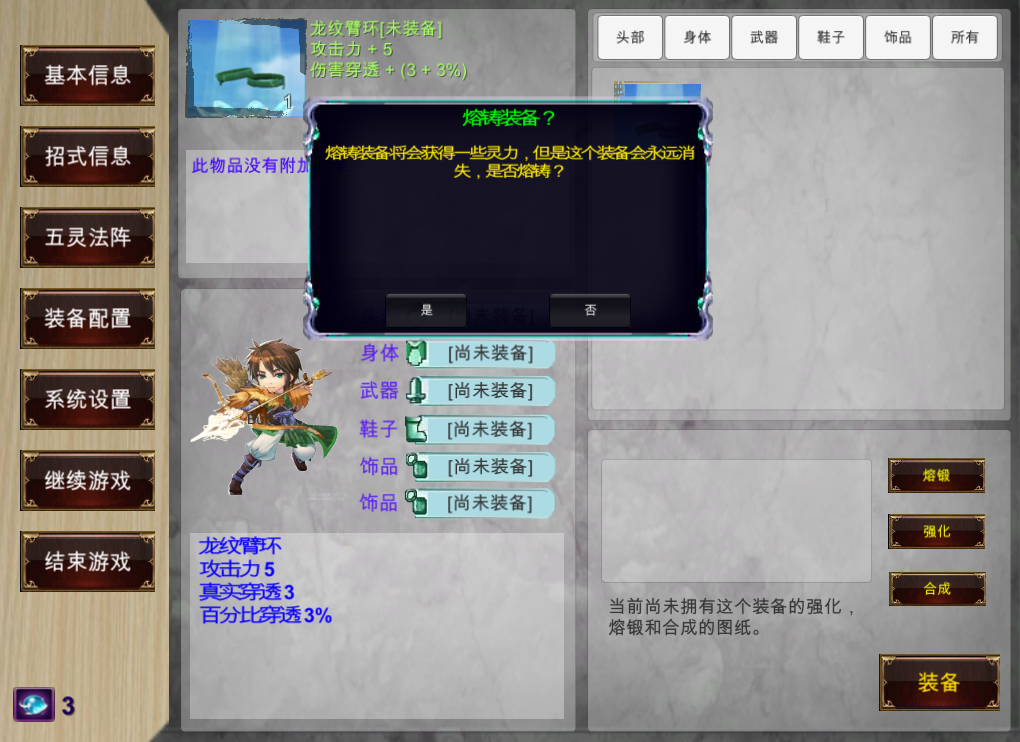 基本信息
招式信息
五灵法阵
装备配置
系统设置
继续游戏
结束游戏
3
龙纹臂环[未装备]
攻击力 + 5
伤害穿透 + (3 + 3%)
1
此物品没有附加
头部
身体
武器
鞋子
饰品
所有
熔铸装备？
熔铸装备将会获得一些灵力，但是这个装备会永远消
失，是否熔铸？
是
否
身体 [尚未装备]
武器 [尚未装备]
鞋子 [尚未装备]
饰品 [尚未装备]
饰品 [尚未装备]
龙纹臂环
攻击力 5
真实穿透 3
百分比穿透 3%
熔锻
强化
合成
当前尚未拥有这个装备的强化，
熔锻和合成的图纸。
装备